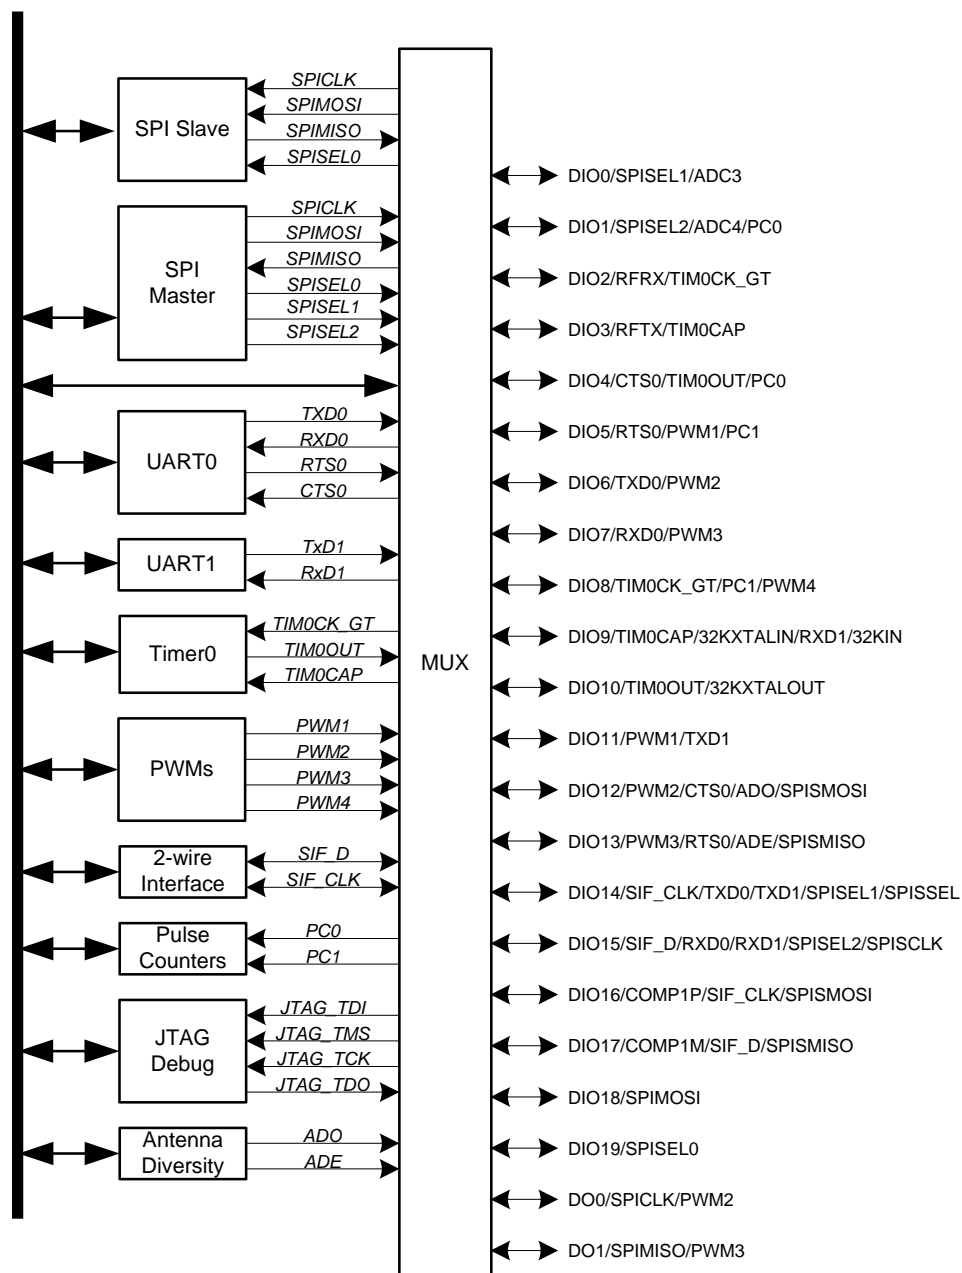 SPI Slave
SPICLK
SPIMOSI
SPIMISO
SPISEL0
SPI
Master
SPICLK
SPIMOSI
SPIMISO
SPISEL0
SPISEL1
SPISEL2
UART0
TXD0
RXD0
RTS0
CTS0
UART1
TxD1
RxD1
Timer0
TIM0CK_GT
TIM0OUT
TIM0CAP
PWMs
PWM1
PWM2
PWM3
PWM4
2-wire
Interface
SIF_D
SIF_CLK
Pulse
Counters
PC0
PC1
JTAG
Debug
JTAG_TDI
JTAG_TMS
JTAG_TCK
JTAG_TDO
Antenna
Diversity
ADO
ADE
MUX
DIO0/SPISEL1/ADC3
DIO1/SPISEL2/ADC4/PC0
DIO2/RFRX/TIM0CK_GT
DIO3/RFTX/TIM0CAP
DIO4/CTS0/TIM0OUT/PC0
DIO5/RTS0/PWM1/PC1
DIO6/TXD0/PWM2
DIO7/RXD0/PWM3
DIO8/TIM0CK_GT/PC1/PWM4
DIO9/TIM0CAP/32KXTALIN/RXD1/32KIN
DIO10/TIM0OUT/32KXTALOUT
DIO11/PWM1/TXD1
DIO12/PWM2/CTS0/ADO/SPISMOSI
DIO13/PWM3/RTS0/ADE/SPISMISO
DIO14/SIF_CLK/TXD0/TXD1/SPISEL1/SPISSEL
DIO15/SIF_D/RXD0/RXD1/SPISEL2/SPISCLK
DIO16/COMP1P/SIF_CLK/SPISMOSI
DIO17/COMP1M/SIF_D/SPISMISO
DIO18/SPIMOSI
DIO19/SPISEL0
DO0/SPICLK/PWM2
DO1/SPIMISO/PWM3